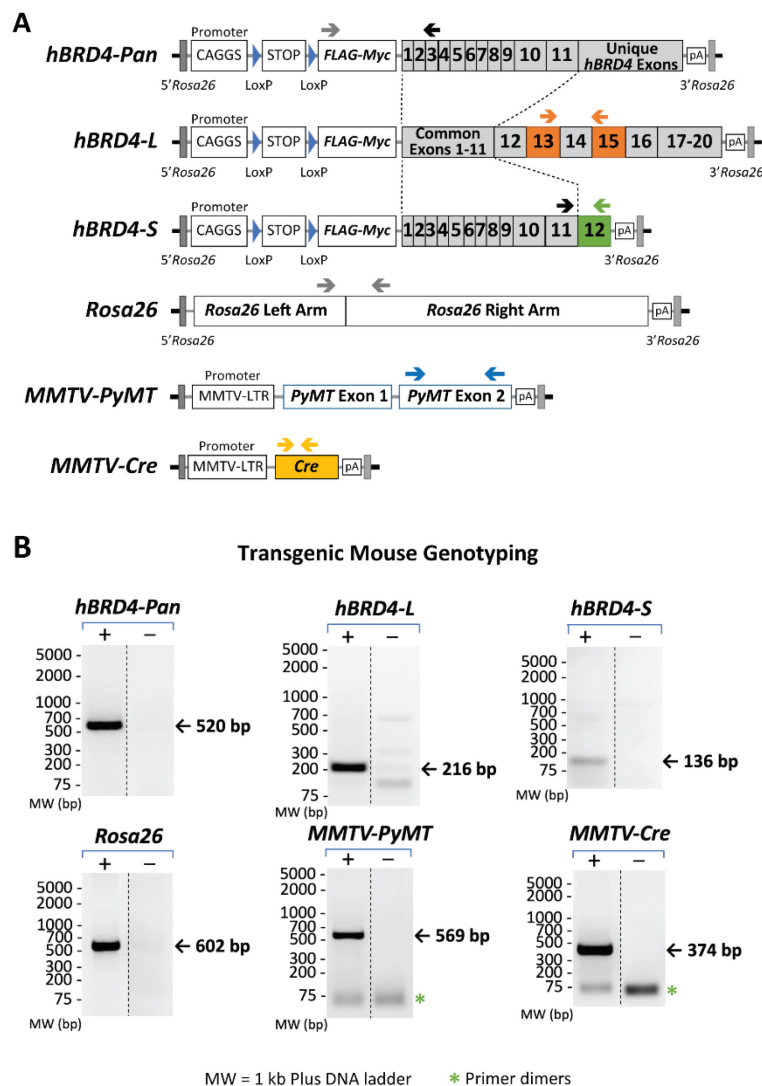 A
Promoter
hBRD4-Pan CAGGS STOP FLAG-Myc 1 2 3 4 5 6 7 8 9 10 11 Unique hBRD4 Exons pA
5'Rosa26 LoxP LoxP 3'Rosa26
Promoter
hBRD4-L CAGGS STOP FLAG-Myc Common Exons 1-11 12 13 14 15 16 17-20 pA
5'Rosa26 LoxP LoxP 3'Rosa26
Promoter
hBRD4-S CAGGS STOP FLAG-Myc 1 2 3 4 5 6 7 8 9 10 11 12 pA
5'Rosa26 LoxP LoxP 3'Rosa26
Rosa26 Rosa26 Left Arm Rosa26 Right Arm pA
5'Rosa26 3'Rosa26
Promoter
MMTV-PyMT MMTV-LTR PyMT Exon 1 PyMT Exon 2 pA
Promoter
MMTV-Cre MMTV-LTR Cre pA
B
Transgenic Mouse Genotyping
hBRD4-Pan
+ −
5000 -
2000 -
1000 -
700 -
500 -
300 -
200 -
75 -
MW (bp)
← 520 bp
hBRD4-L
+ −
5000 -
2000 -
1000 -
700 -
500 -
300 -
200 -
75 -
MW (bp)
← 216 bp
hBRD4-S
+ −
5000 -
2000 -
1000 -
700 -
500 -
300 -
200 -
75 -
MW (bp)
← 136 bp
Rosa26
+ −
5000 -
2000 -
1000 -
700 -
500 -
300 -
200 -
75 -
MW (bp)
← 602 bp
MMTV-PyMT
+ −
5000 -
2000 -
1000 -
700 -
500 -
300 -
200 -
75 -
MW (bp)
← 569 bp
*
MMTV-Cre
+ −
5000 -
2000 -
1000 -
700 -
500 -
300 -
200 -
75 -
MW (bp)
← 374 bp
*
MW = 1 kb Plus DNA ladder * Primer dimers